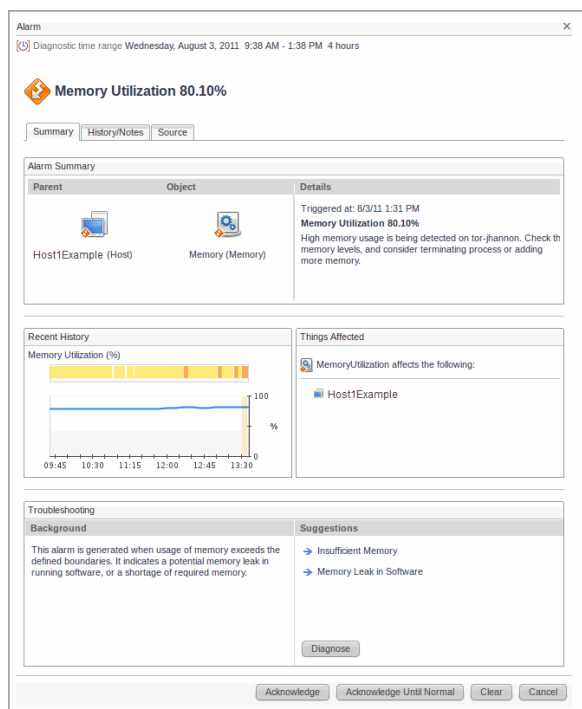 Alarm
Diagnostic time range Wednesday, August 3, 2011 9:38 AM - 1:38 PM 4 hours
Memory Utilization 80.10%
Summary History/Notes Source
Alarm Summary
Parent Object Details
Triggered at: 8/3/11 1:31 PM
Memory Utilization 80.10%
High memory usage is being detected on tor-jhannon. Check th
memory levels, and consider terminating process or adding
more memory.
Host1Example (Host) Memory (Memory)
Recent History
Memory Utilization (%)
100
%
0
09:45 10:30 11:15 12:00 12:45 13:30
Things Affected
MemoryUtilization affects the following:
Host1Example
Troubleshooting
Background
This alarm is generated when usage of memory exceeds the
defined boundaries. It indicates a potential memory leak in
running software, or a shortage of required memory.
Suggestions
Insufficient Memory
Memory Leak in Software
Diagnose
Acknowledge Acknowledge Until Normal Clear Cancel